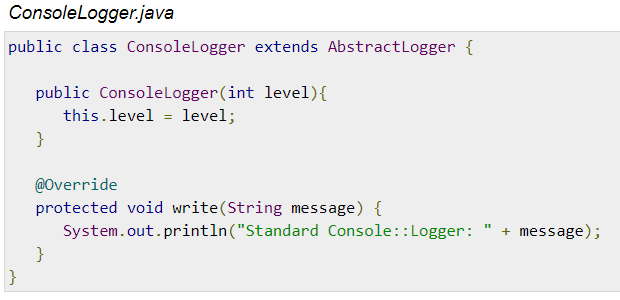 ConsoleLogger.java
public class ConsoleLogger extends AbstractLogger {
public ConsoleLogger(int level){
this.level = level;
}
@Override
protected void write(String message) {
System.out.println("Standard Console::Logger: " + message);
}
}